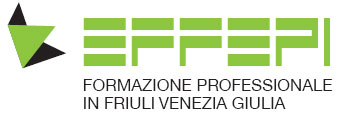 EFFEPI
FORMAZIONE PROFESSIONALE
IN FRIULI VENEZIA GIULIA